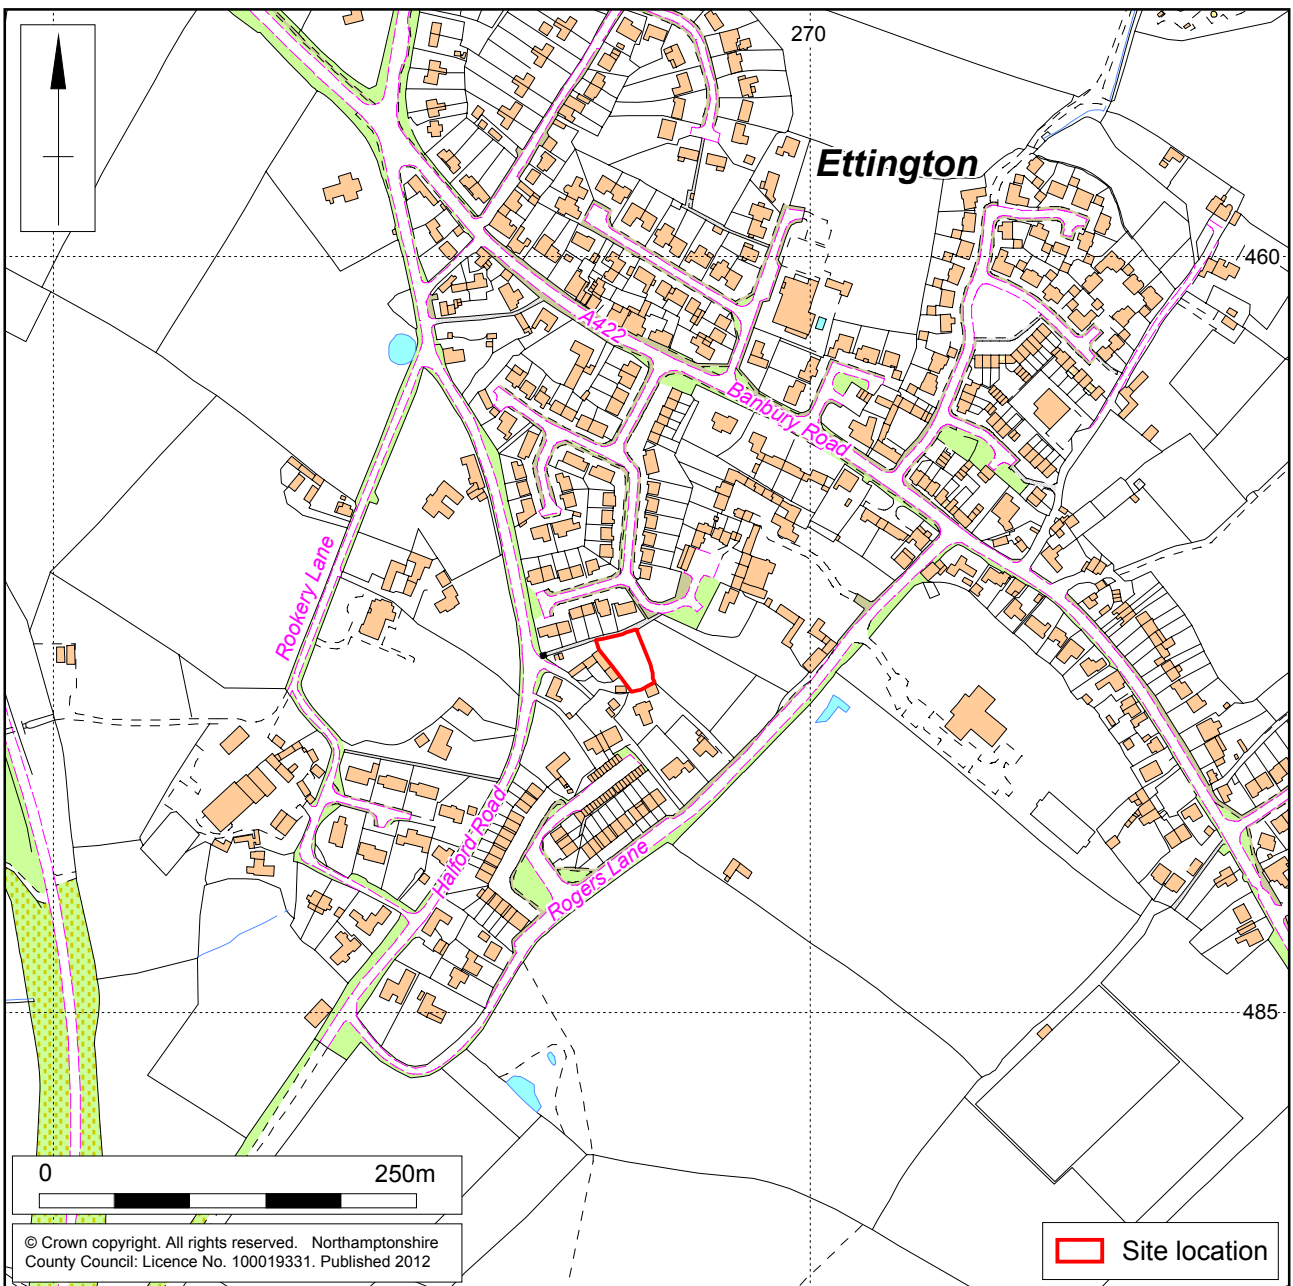 270
Ettington
460
A422
Banbury Road
Rookery Lane
Halford Road
Rogers Lane
485
0 250m
© Crown copyright. All rights reserved. Northamptonshire
County Council: Licence No. 100019331. Published 2012
Site location